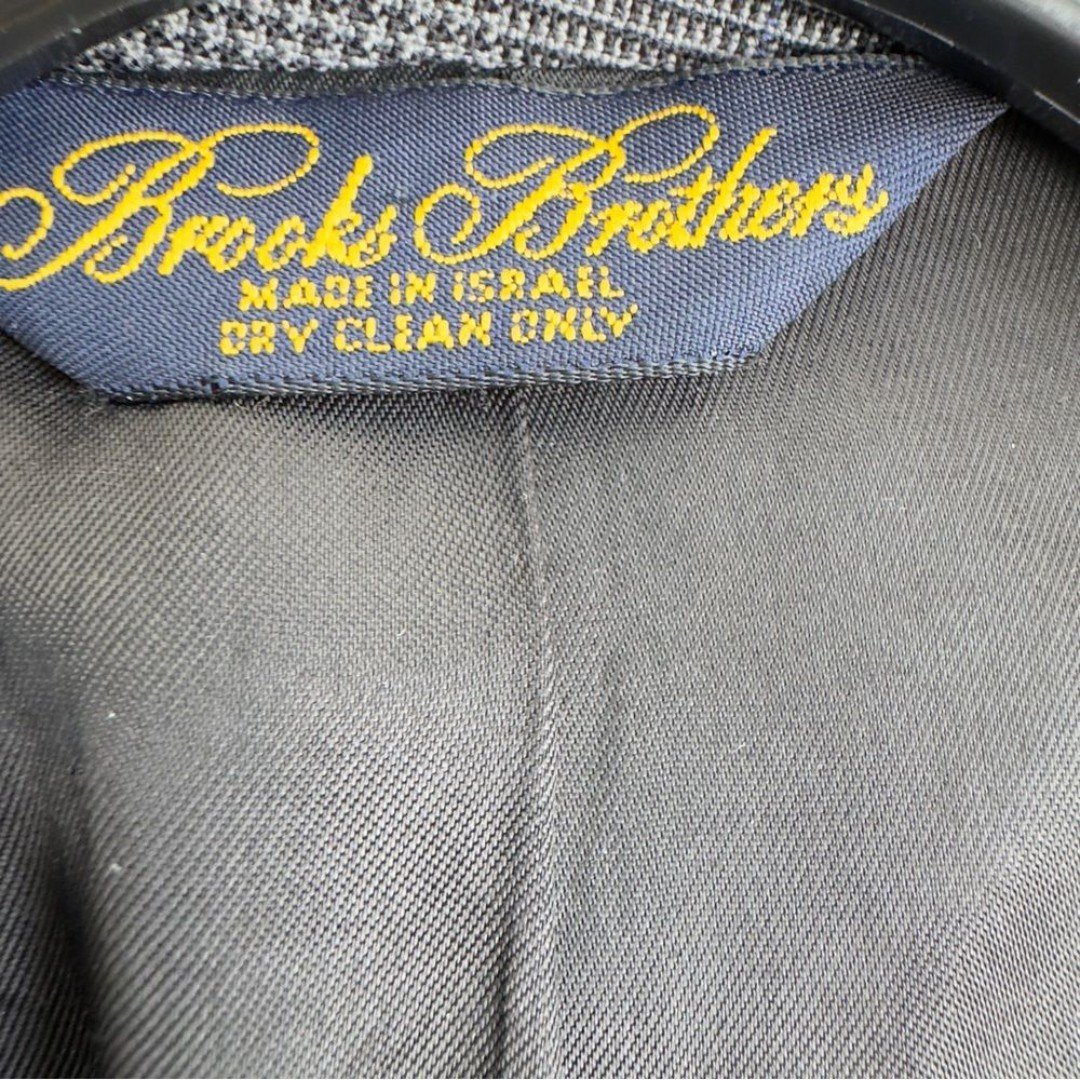 Brooks Brothers
MADE IN ISRAEL
DRY CLEAN ONLY